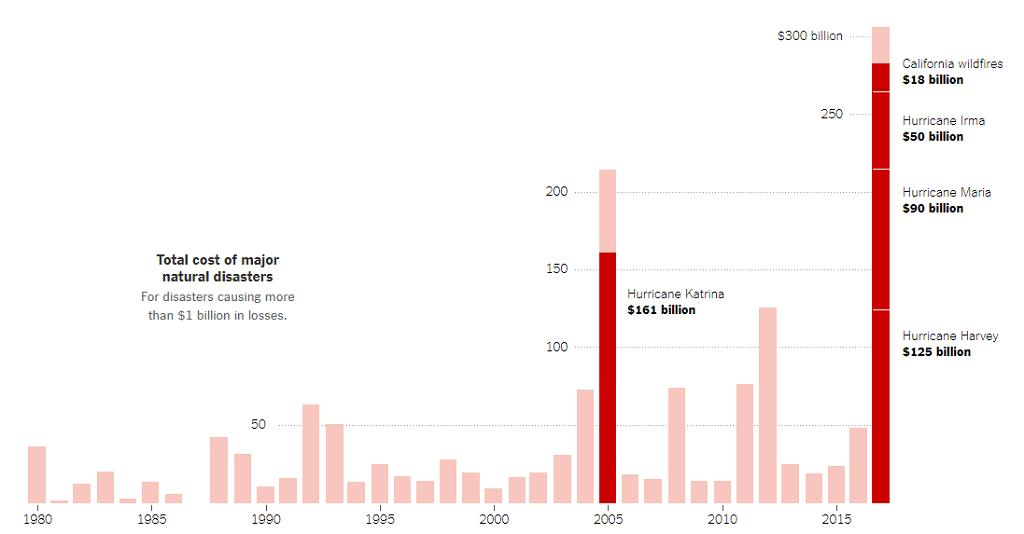 $300 billion
California wildfires
$18 billion
250
Hurricane Irma
$50 billion
200
Hurricane Maria
$90 billion
Total cost of major
natural disasters
For disasters causing more
than $1 billion in losses.
150
Hurricane Katrina
$161 billion
100
Hurricane Harvey
$125 billion
50
1980
1985
1990
1995
2000
2005
2010
2015